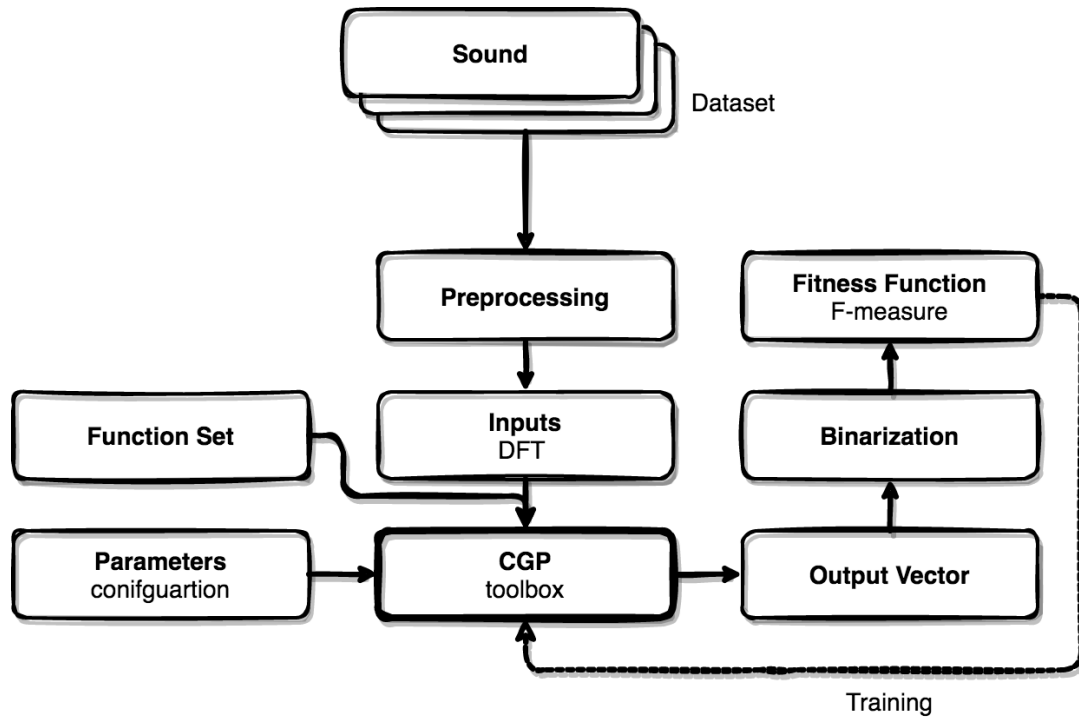 Sound
Dataset
Preprocessing
Fitness Function
F-measure
Function Set
Inputs
DFT
Binarization
Parameters
conifguartion
CGP
toolbox
Output Vector
Training